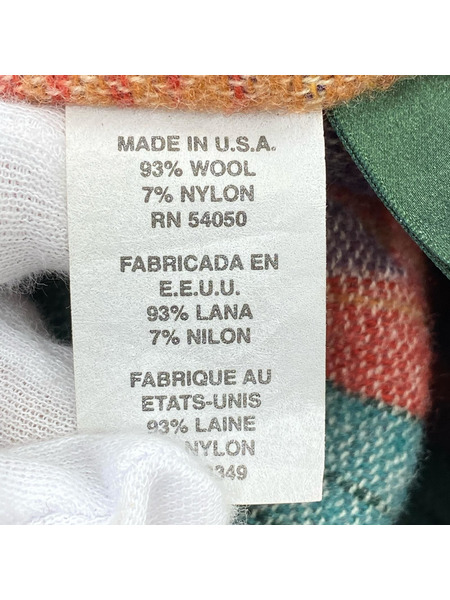 MADE IN U.S.A.
93% WOOL
7% NYLON
RN 54050
FABRICADA EN
E.E.U.U.
93% LANA
7% NILON
FABRIQUE AU
ETATS-UNIS
93% LAINE
NYLON
349